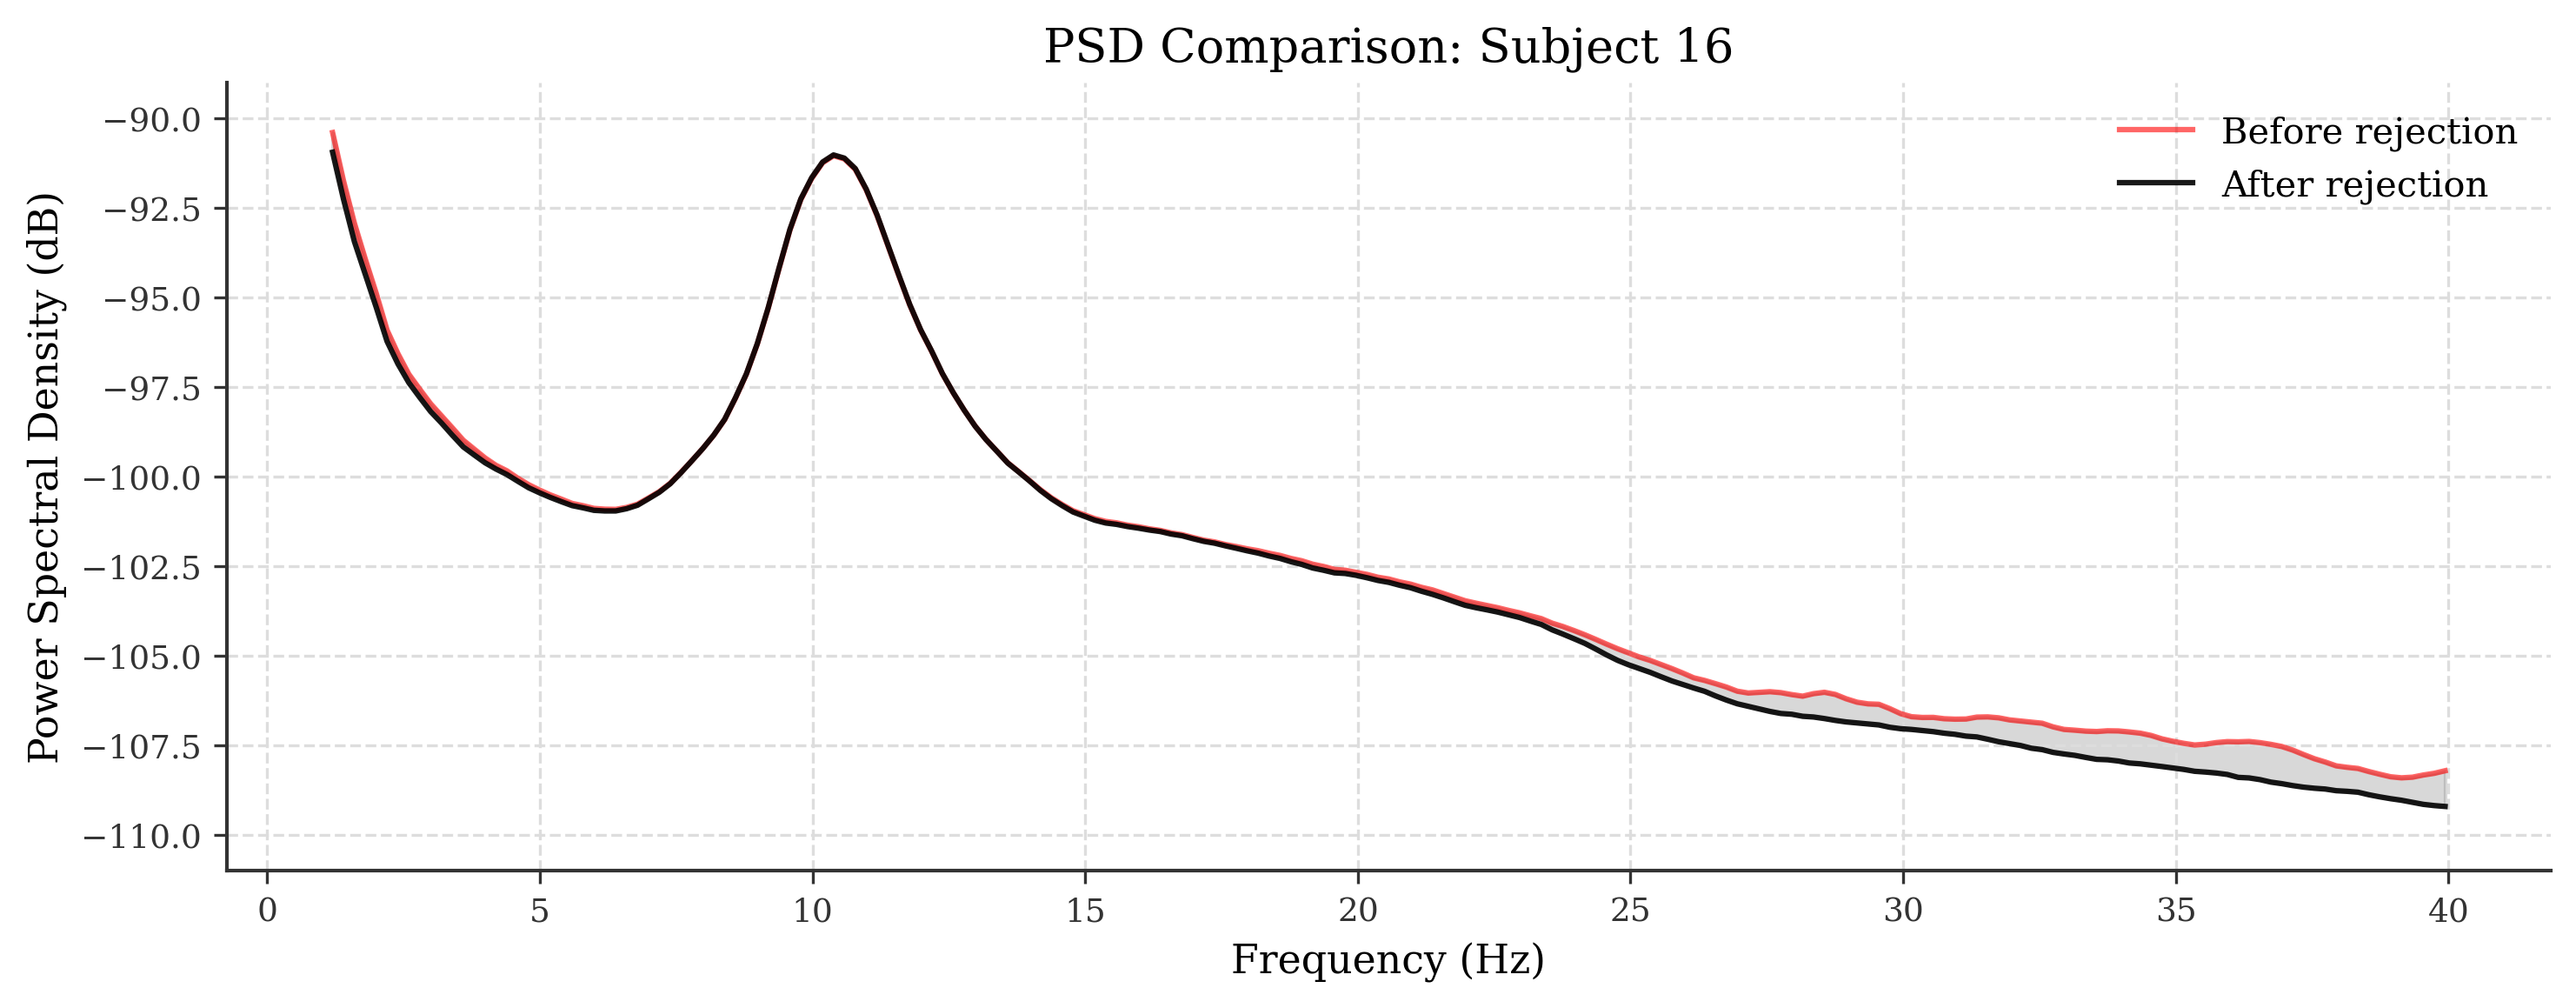 PSD Comparison: Subject 16
Power Spectral Density (dB)
−90.0
−92.5
−95.0
−97.5
−100.0
−102.5
−105.0
−107.5
−110.0
Before rejection
After rejection
0 5 10 15 20 25 30 35 40
Frequency (Hz)